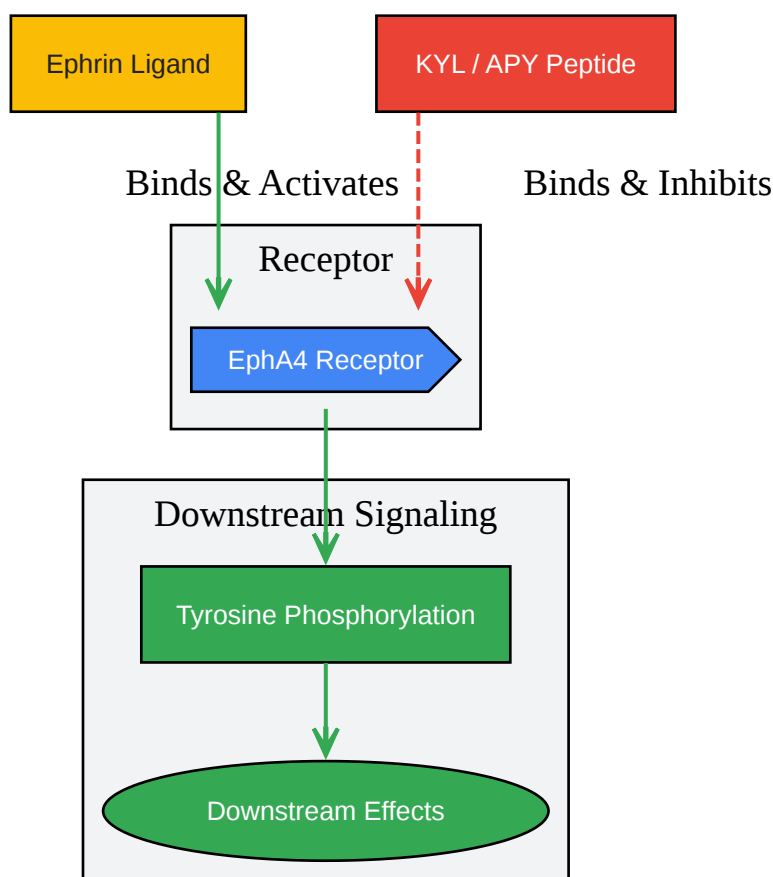 Ephrin Ligand
KYL / APY Peptide
Binds & Activates
Binds & Inhibits
Receptor
EphA4 Receptor
Downstream Signaling
Tyrosine Phosphorylation
Downstream Effects